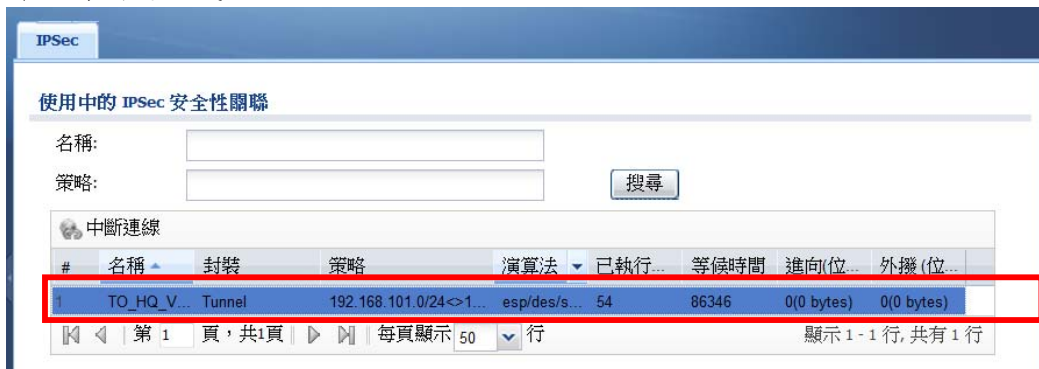 IPSec
使用中的 IPSec 安全性關聯
名稱:
策略:
搜尋
中斷連線
# 名稱 封裝 策略 演算法 已執行... 等候時間 進向(位... 外撥(位...
1 TO_HQ_V... Tunnel 192.168.101.0/24<>1... esp/des/s... 54 86346 0(0 bytes) 0(0 bytes)
第 1 頁，共1頁 每頁顯示 50 行 顯示 1 - 1 行, 共有 1 行